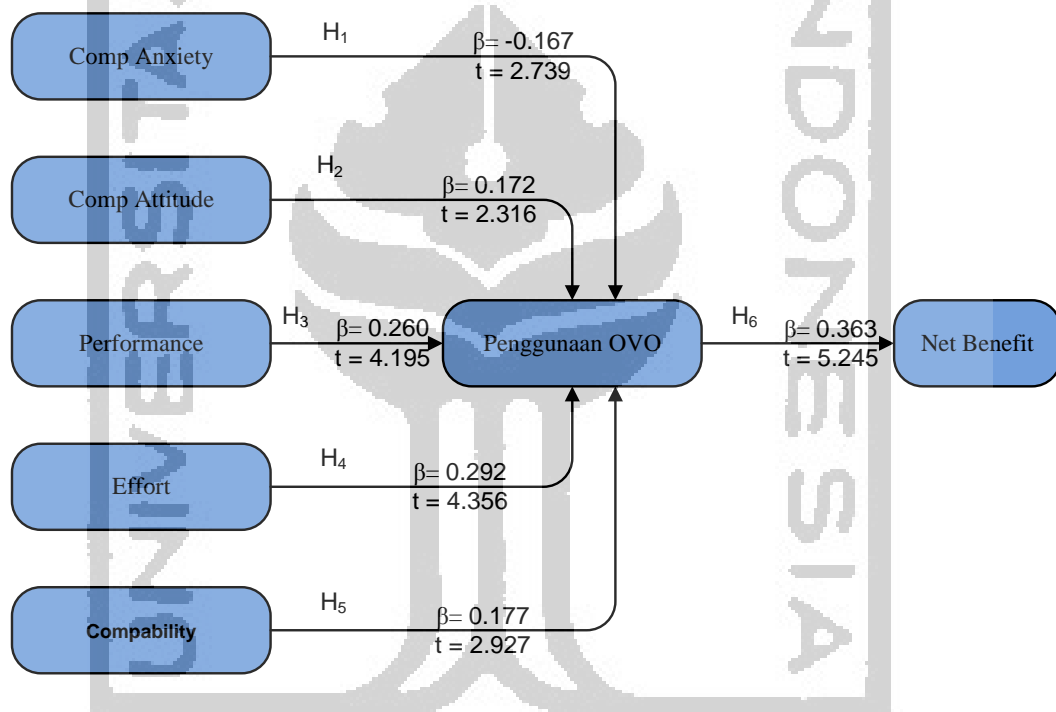 Comp Anxiety
H₁
β= -0.167
t = 2.739
Comp Attitude
H₂
β= 0.172
t = 2.316
Performance
H₃
β= 0.260
t = 4.195
Penggunaan OVO
H₆
β= 0.363
t = 5.245
Net Benefit
Effort
H₄
β= 0.292
t = 4.356
Compability
H₅
β= 0.177
t = 2.927
UNIVERSITAS
INDONESIA